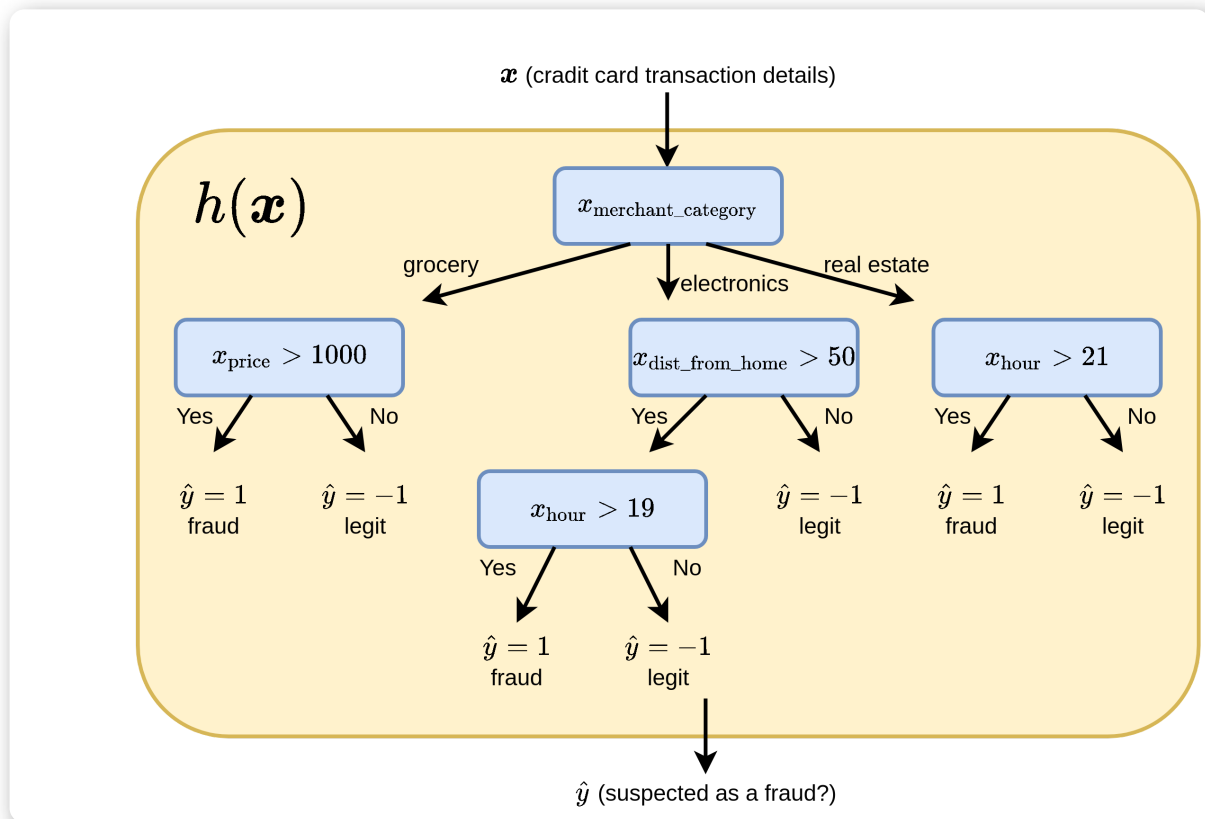 x (cradit card transaction details)
h(x)
x_merchant_category
grocery
electronics
real estate
x_price > 1000
x_dist_from_home > 50
x_hour > 21
Yes
No
Yes
No
Yes
No
ŷ = 1
fraud
ŷ = −1
legit
x_hour > 19
ŷ = −1
legit
ŷ = 1
fraud
ŷ = −1
legit
Yes
No
ŷ = 1
fraud
ŷ = −1
legit
ŷ (suspected as a fraud?)